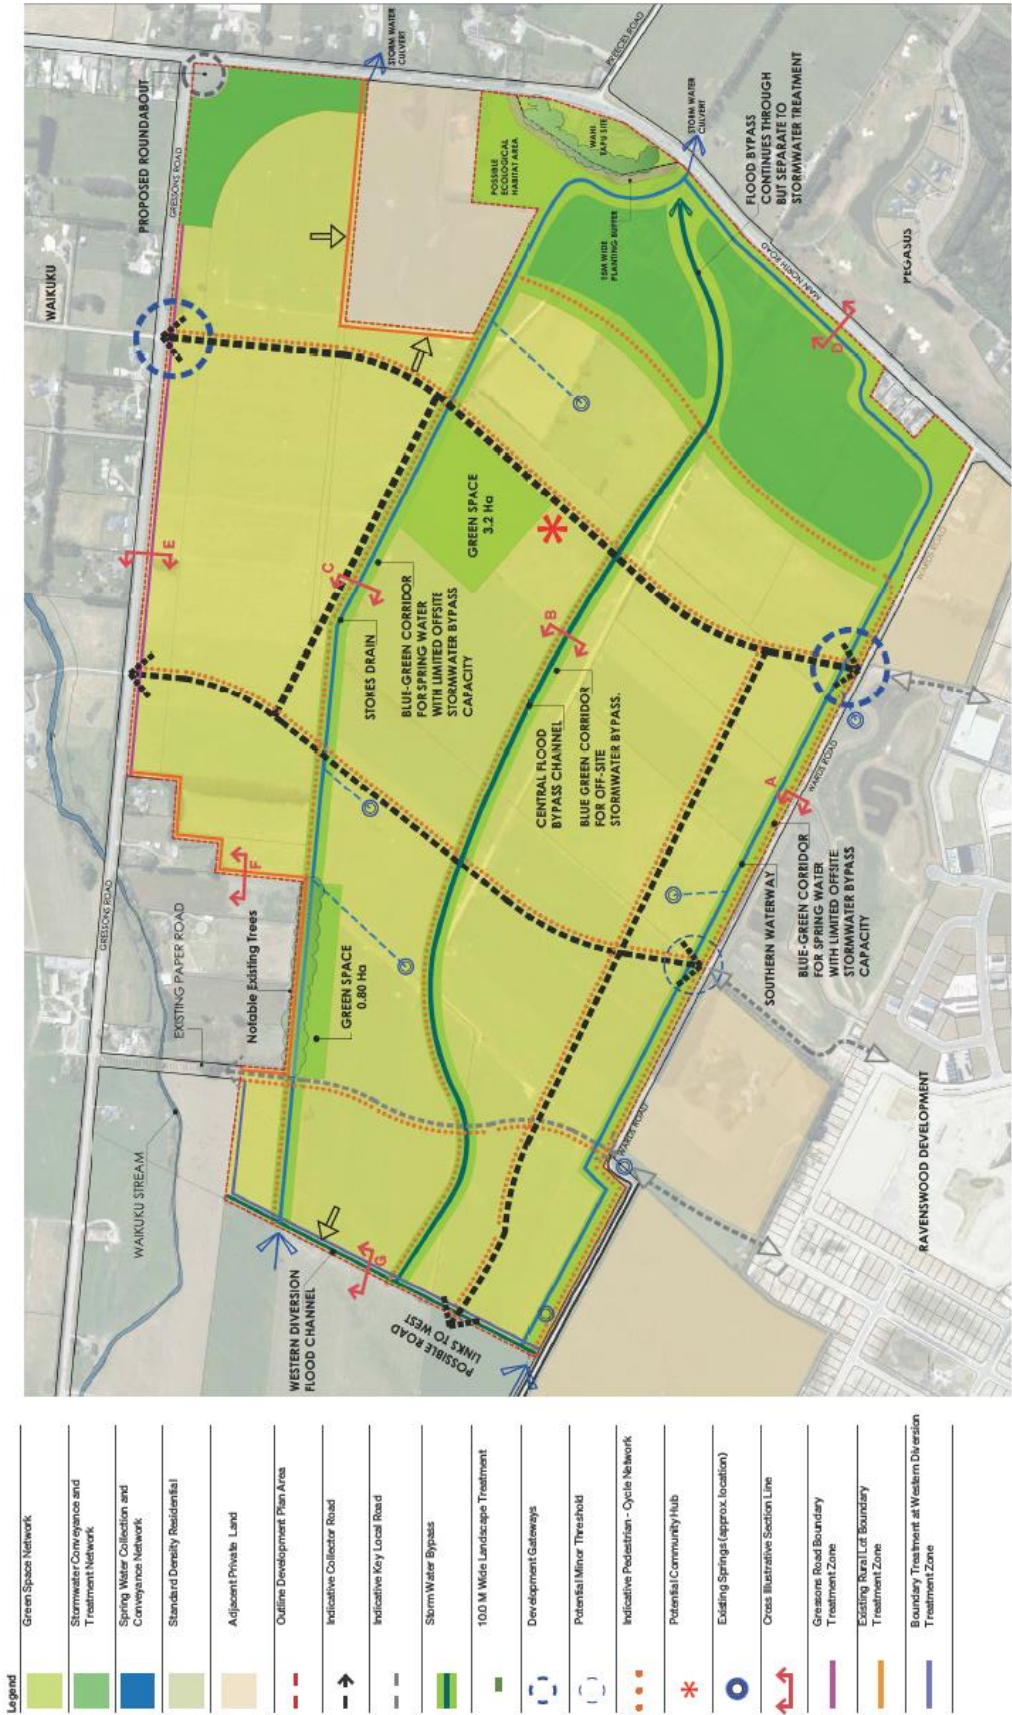 Legend
Green Space Network
Stormwater Conveyance and
Treatment Network
Spring Water Collection and
Conveyance Network
Standard Density Residential
Adjacent Private Land
Outline Development Plan Area
Indicative Collector Road
Indicative Key Local Road
Storm Water Bypass
10.0 M Wide Landscape Treatment
Development Gateways
Potential Minor Threshold
Indicative Pedestrian - Cycle Network
Potential Community Hub
Existing Springs (approx. location)
Cross Illustrative Section Line
Gressons Road Boundary
Treatment Zone
Existing Rural Lot Boundary
Treatment Zone
Boundary Treatment at Western Diversion
Treatment Zone
WAIKUKU STREAM
GRESSONS ROAD
EXISTING PAPER ROAD
Notable Existing Trees
WAIKUKU
PROPOSED ROUNDABOUT
GRESSONS ROAD
STORM WATER
CULVERT
PREECES ROAD
E
F
C
STOKES DRAIN
BLUE-GREEN CORRIDOR
FOR SPRING WATER
WITH LIMITED OFFSITE
STORMWATER BYPASS
CAPACITY
GREEN SPACE
3.2 Ha
POSSIBLE
ECOLOGICAL
HABITAT AREA
WAHI
TAPU SITE
15M WIDE
PLANTING BUFFER
STORM WATER
CULVERT
FLOOD BYPASS
CONTINUES THROUGH
BUT SEPARATE TO
STORMWATER TREATMENT
WESTERN DIVERSION
FLOOD CHANNEL
G
POSSIBLE ROAD
LINKS TO WEST
GREEN SPACE
0.80 Ha
CENTRAL FLOOD
BYPASS CHANNEL
BLUE GREEN CORRIDOR
FOR OFF-SITE
STORMWATER BYPASS.
B
MAIN NORTH ROAD
D
PEGASUS
WARDS ROAD
SOUTHERN WATERWAY
BLUE-GREEN CORRIDOR
FOR SPRING WATER
WITH LIMITED OFFSITE
STORMWATER BYPASS
CAPACITY
A
WARDS ROAD
WARDS ROAD
RAVENSWOOD DEVELOPMENT